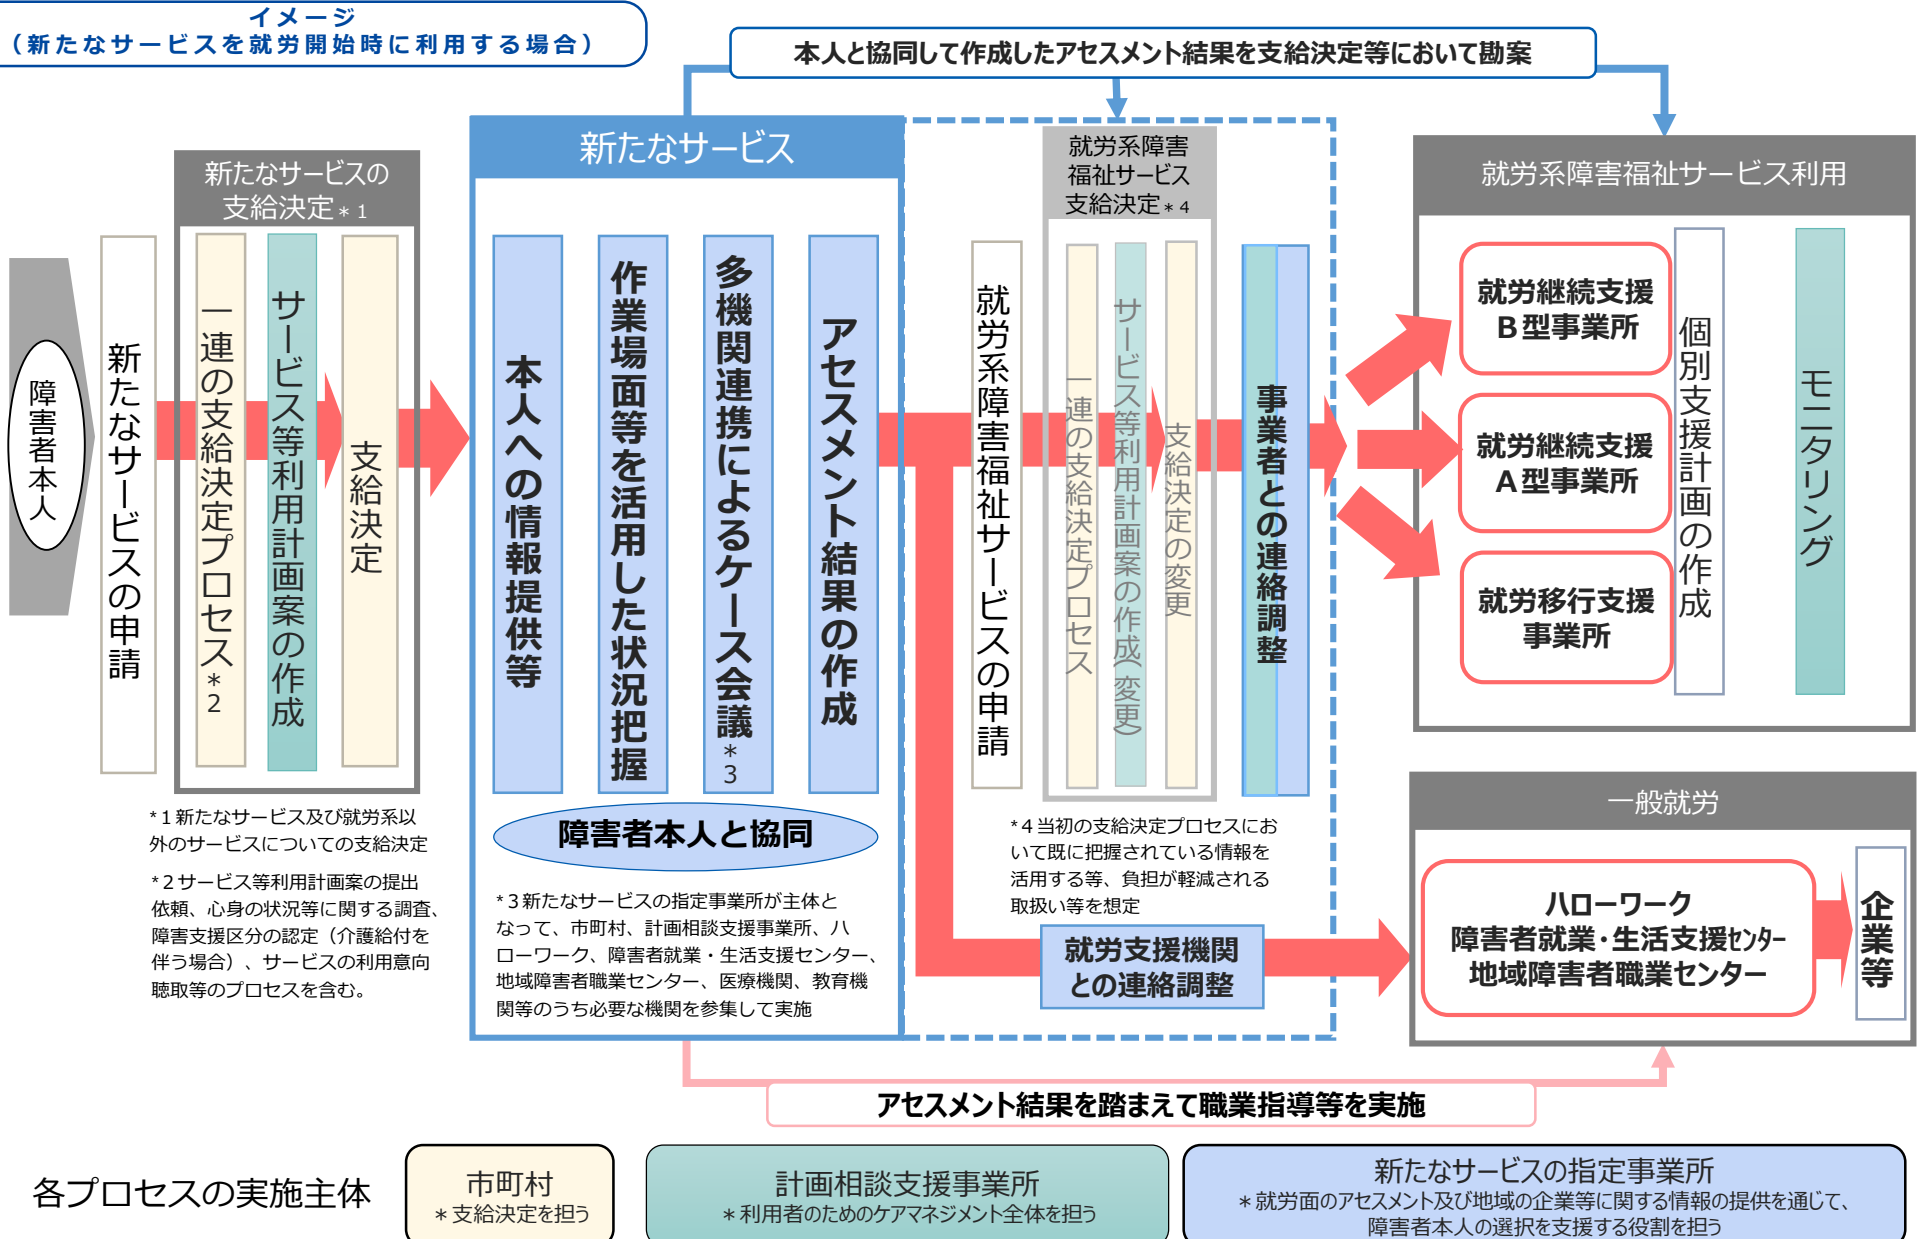 イメージ
（新たなサービスを就労開始時に利用する場合）
本人と協同して作成したアセスメント結果を支給決定等において勘案
障害者本人
新たなサービスの申請
新たなサービスの
支給決定＊1
一連の支給決定プロセス＊2
サービス等利用計画案の作成
支給決定
*1新たなサービス及び就労系以
外のサービスについての支給決定
*2サービス等利用計画案の提出
依頼、心身の状況等に関する調査、
障害支援区分の認定（介護給付を
伴う場合）、サービスの利用意向
聴取等のプロセスを含む。
新たなサービス
本人への情報提供等
作業場面等を活用した状況把握
多機関連携によるケース会議＊3
アセスメント結果の作成
障害者本人と協同
*3新たなサービスの指定事業所が主体と
なって、市町村、計画相談支援事業所、ハ
ローワーク、障害者就業・生活支援センター、
地域障害者職業センター、医療機関、教育機
関等のうち必要な機関を参集して実施
就労系障害福祉サービスの申請
就労系障害
福祉サービス
支給決定＊4
一連の支給決定プロセス
サービス等利用計画案の作成（変更）
支給決定の変更
事業者との連絡調整
*4当初の支給決定プロセスにお
いて既に把握されている情報を
活用する等、負担が軽減される
取扱い等を想定
就労支援機関
との連絡調整
就労系障害福祉サービス利用
就労継続支援
B型事業所
就労継続支援
A型事業所
就労移行支援
事業所
個別支援計画の作成
モニタリング
一般就労
ハローワーク
障害者就業・生活支援センター
地域障害者職業センター
企業等
アセスメント結果を踏まえて職業指導等を実施
各プロセスの実施主体
市町村
＊支給決定を担う
計画相談支援事業所
＊利用者のためのケアマネジメント全体を担う
新たなサービスの指定事業所
＊就労面のアセスメント及び地域の企業等に関する情報の提供を通じて、
障害者本人の選択を支援する役割を担う